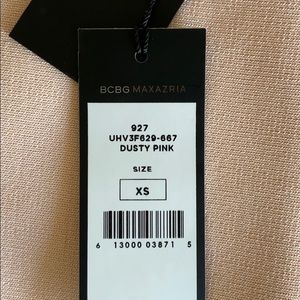 BCBGMAXAZRIA
927
UHV3F629-667
DUSTY PINK
SIZE
XS
6 13000 03871 5